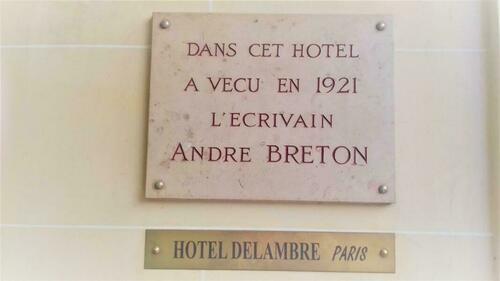 DANS CET HOTEL
A VECU EN 1921
L'ECRIVAIN
ANDRE BRETON
HOTEL DELAMBRE PARIS